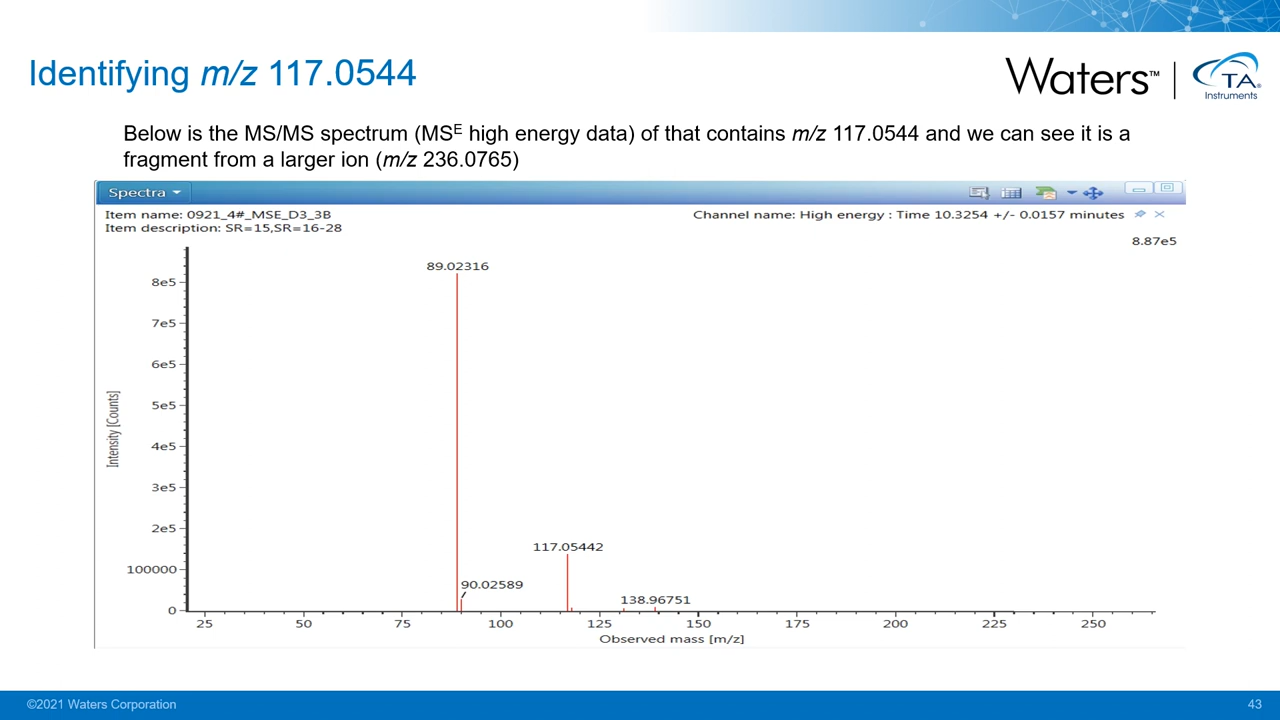 Identifying m/z 117.0544
Waters™
TA
Instruments
Below is the MS/MS spectrum (MSE high energy data) of that contains m/z 117.0544 and we can see it is a
fragment from a larger ion (m/z 236.0765)
Spectra
Item name: 0921_4#_MSE_D3_3B
Channel name: High energy : Time 10.3254 +/- 0.0157 minutes
Item description: SR=15,SR=16-28
8.87e5
89.02316
8e5
7e5
6e5
5e5
4e5
3e5
2e5
100000
0
Intensity [Counts]
117.05442
90.02589
138.96751
25 50 75 100 125 150 175 200 225 250
Observed mass [m/z]
©2021 Waters Corporation
43